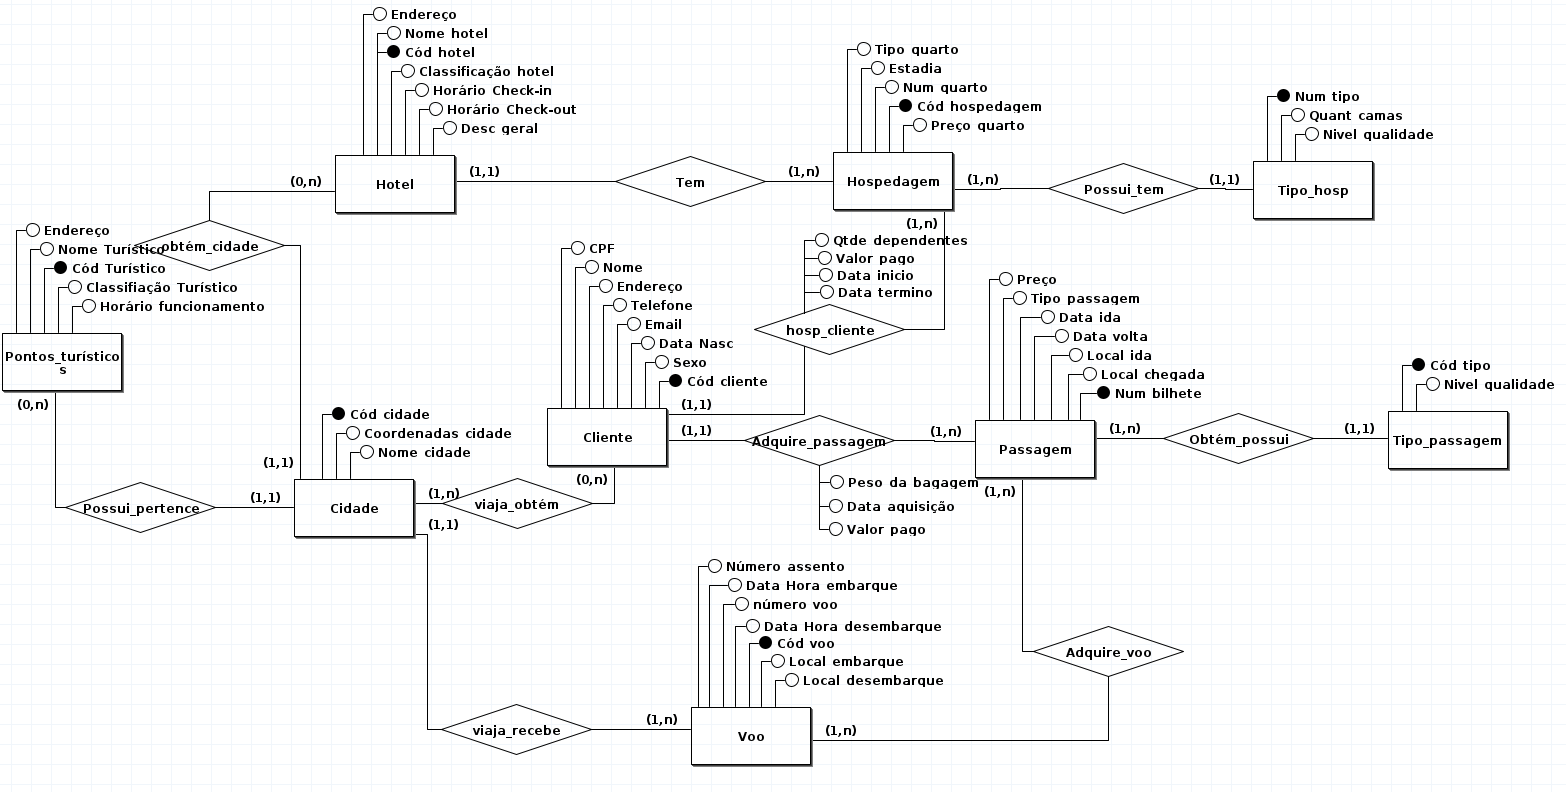 Endereço
Nome hotel
Cód hotel
Classificação hotel
Horário Check-in
Horário Check-out
Desc geral
Hotel
(1,1)
Tem
(1,n)
Tipo quarto
Estadia
Num quarto
Cód hospedagem
Preço quarto
Hospedagem
(1,n)
Possui_tem
(1,1)
Num tipo
Quant camas
Nivel qualidade
Tipo_hosp
(0,n)
obtém_cidade
Endereço
Nome Turístico
Cód Turístico
Classifiação Turístico
Horário funcionamento
Pontos_turístico
s
(0,n)
(1,1)
Possui_pertence
(1,1)
Cód cidade
Coordenadas cidade
Nome cidade
Cidade
(1,n)
(1,1)
viaja_obtém
(0,n)
CPF
Nome
Endereço
Telefone
Email
Data Nasc
Sexo
Cód cliente
Cliente
(1,1)
(1,1)
(1,n)
Qtde dependentes
Valor pago
Data inicio
Data termino
hosp_cliente
Adquire_passagem
(1,n)
Peso da bagagem
Data aquisição
Valor pago
Preço
Tipo passagem
Data ida
Data volta
Local ida
Local chegada
Num bilhete
Passagem
(1,n)
(1,n)
Obtém_possui
(1,1)
Cód tipo
Nivel qualidade
Tipo_passagem
Número assento
Data Hora embarque
número voo
Data Hora desembarque
Cód voo
Local embarque
Local desembarque
viaja_recebe
(1,n)
Voo
(1,n)
Adquire_voo